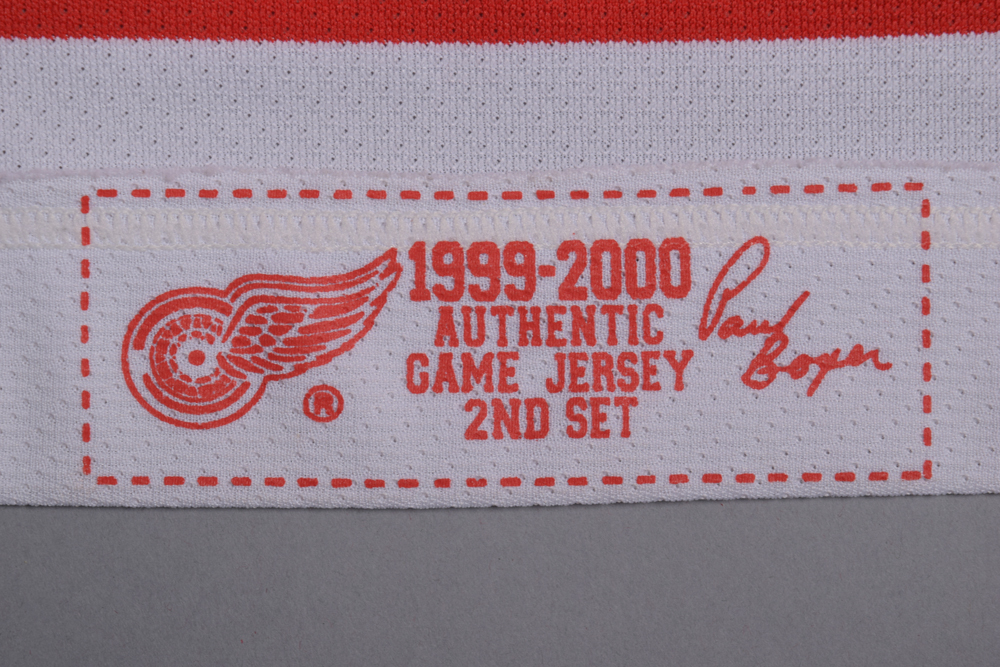 1999-2000
AUTHENTIC
GAME JERSEY
2ND SET
Paul
Boyer
®